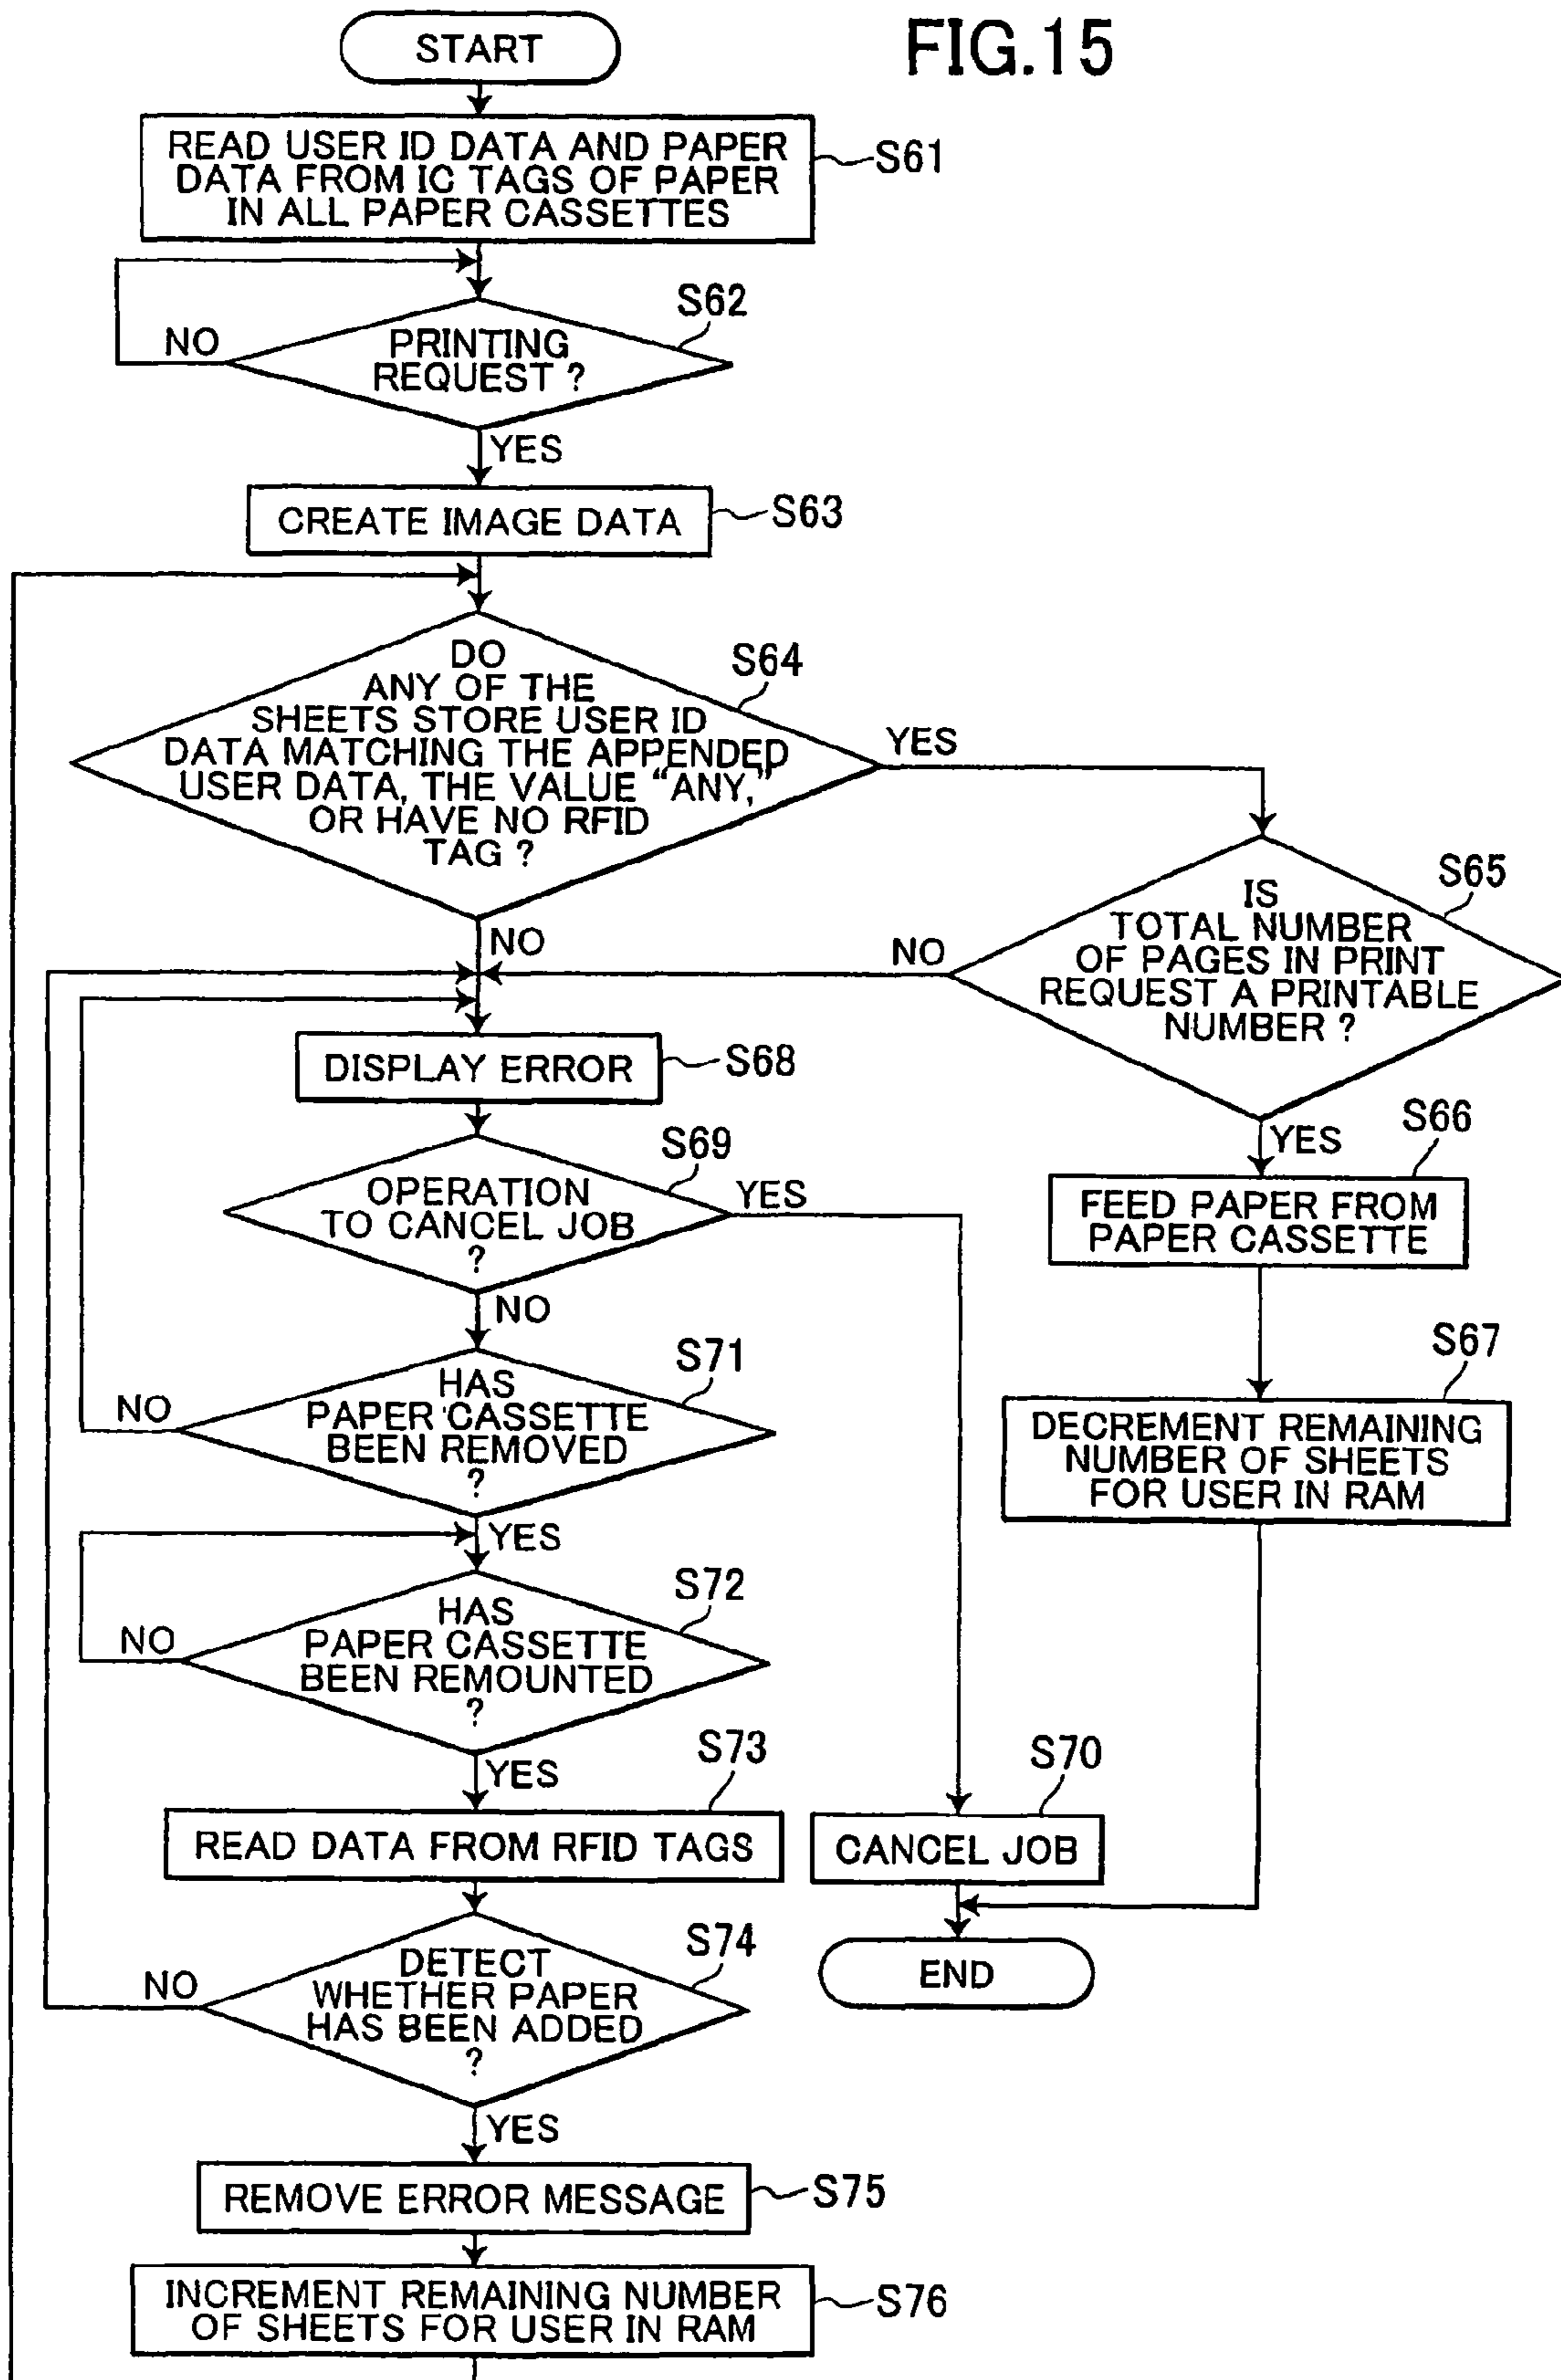 FIG.15
START
READ USER ID DATA AND PAPER
DATA FROM IC TAGS OF PAPER
IN ALL PAPER CASSETTES
S61
S62
NO
PRINTING
REQUEST ?
YES
CREATE IMAGE DATA
S63
DO
ANY OF THE
SHEETS STORE USER ID
DATA MATCHING THE APPENDED
USER DATA, THE VALUE “ANY,”
OR HAVE NO RFID
TAG ?
S64
YES
NO
IS
TOTAL NUMBER
OF PAGES IN PRINT
REQUEST A PRINTABLE
NUMBER ?
S65
NO
YES
DISPLAY ERROR
S68
S66
FEED PAPER FROM
PAPER CASSETTE
S69
OPERATION
TO CANCEL JOB
?
YES
NO
S67
DECREMENT REMAINING
NUMBER OF SHEETS
FOR USER IN RAM
S71
HAS
PAPER CASSETTE
BEEN REMOVED
?
NO
YES
S72
HAS
PAPER CASSETTE
BEEN REMOUNTED
?
NO
YES
S73
READ DATA FROM RFID TAGS
S70
CANCEL JOB
END
S74
DETECT
WHETHER PAPER
HAS BEEN ADDED
?
NO
YES
REMOVE ERROR MESSAGE
S75
INCREMENT REMAINING NUMBER
OF SHEETS FOR USER IN RAM
S76